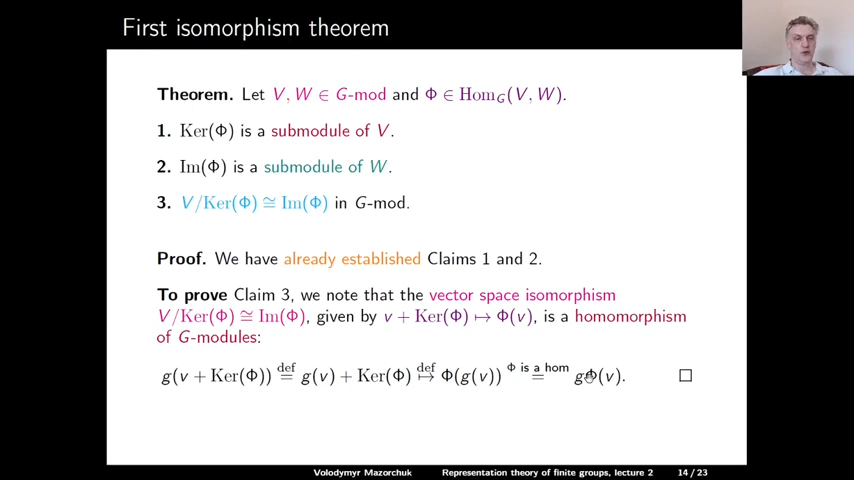 First isomorphism theorem
Theorem. Let V, W ∈ G-mod and Φ ∈ Hom_G(V, W).
1. Ker(Φ) is a submodule of V.
2. Im(Φ) is a submodule of W.
3. V/Ker(Φ) ≅ Im(Φ) in G-mod.
Proof. We have already established Claims 1 and 2.
To prove Claim 3, we note that the vector space isomorphism
V/Ker(Φ) ≅ Im(Φ), given by v + Ker(Φ) ↦ Φ(v), is a homomorphism
of G-modules:
g(v + Ker(Φ)) def= g(v) + Ker(Φ) def↦ Φ(g(v)) Φ is a hom= gΦ(v). □
Volodymyr Mazorchuk Representation theory of finite groups, lecture 2 14 / 23